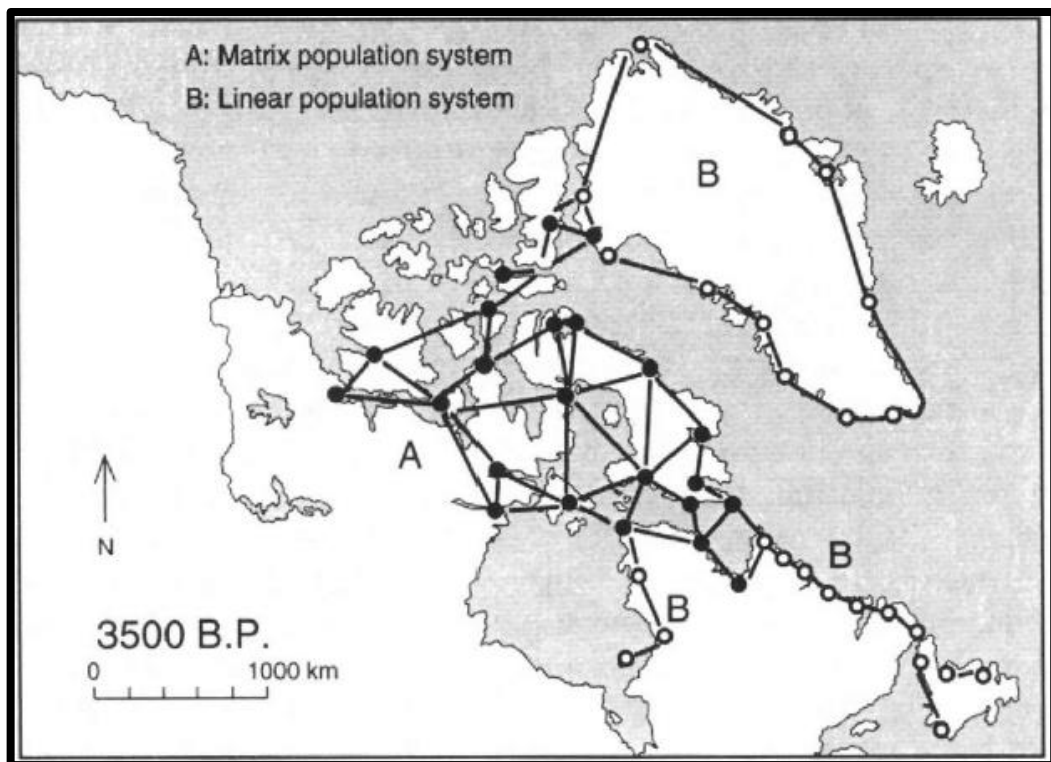 A: Matrix population system
B: Linear population system
B
A
N
B
B
3500 B.P.
0 1000 km